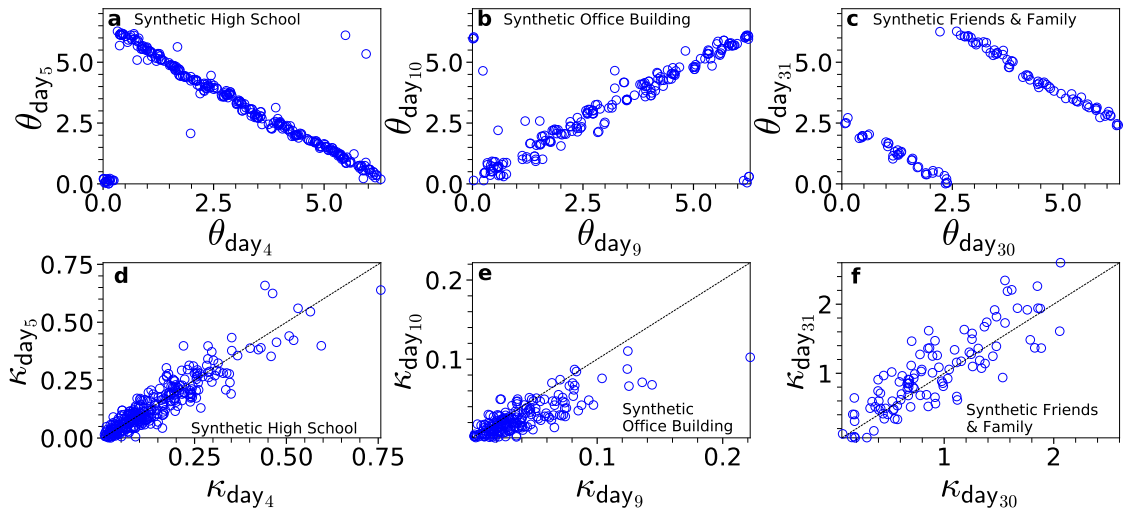 a Synthetic High School
b Synthetic Office Building
c Synthetic Friends & Family
θday5
5.0
2.5
0.0
0.0 2.5 5.0
θday4
θday10
5.0
2.5
0.0
0.0 2.5 5.0
θday9
θday31
5.0
2.5
0.0
0.0 2.5 5.0
θday30
d
κday5
0.75
0.50
0.25
0.00
Synthetic High School
0.25 0.50 0.75
κday4
e
κday10
0.2
0.1
0.0
Synthetic
Office Building
0.1 0.2
κday9
f
κday31
2
1
Synthetic Friends
& Family
1 2
κday30